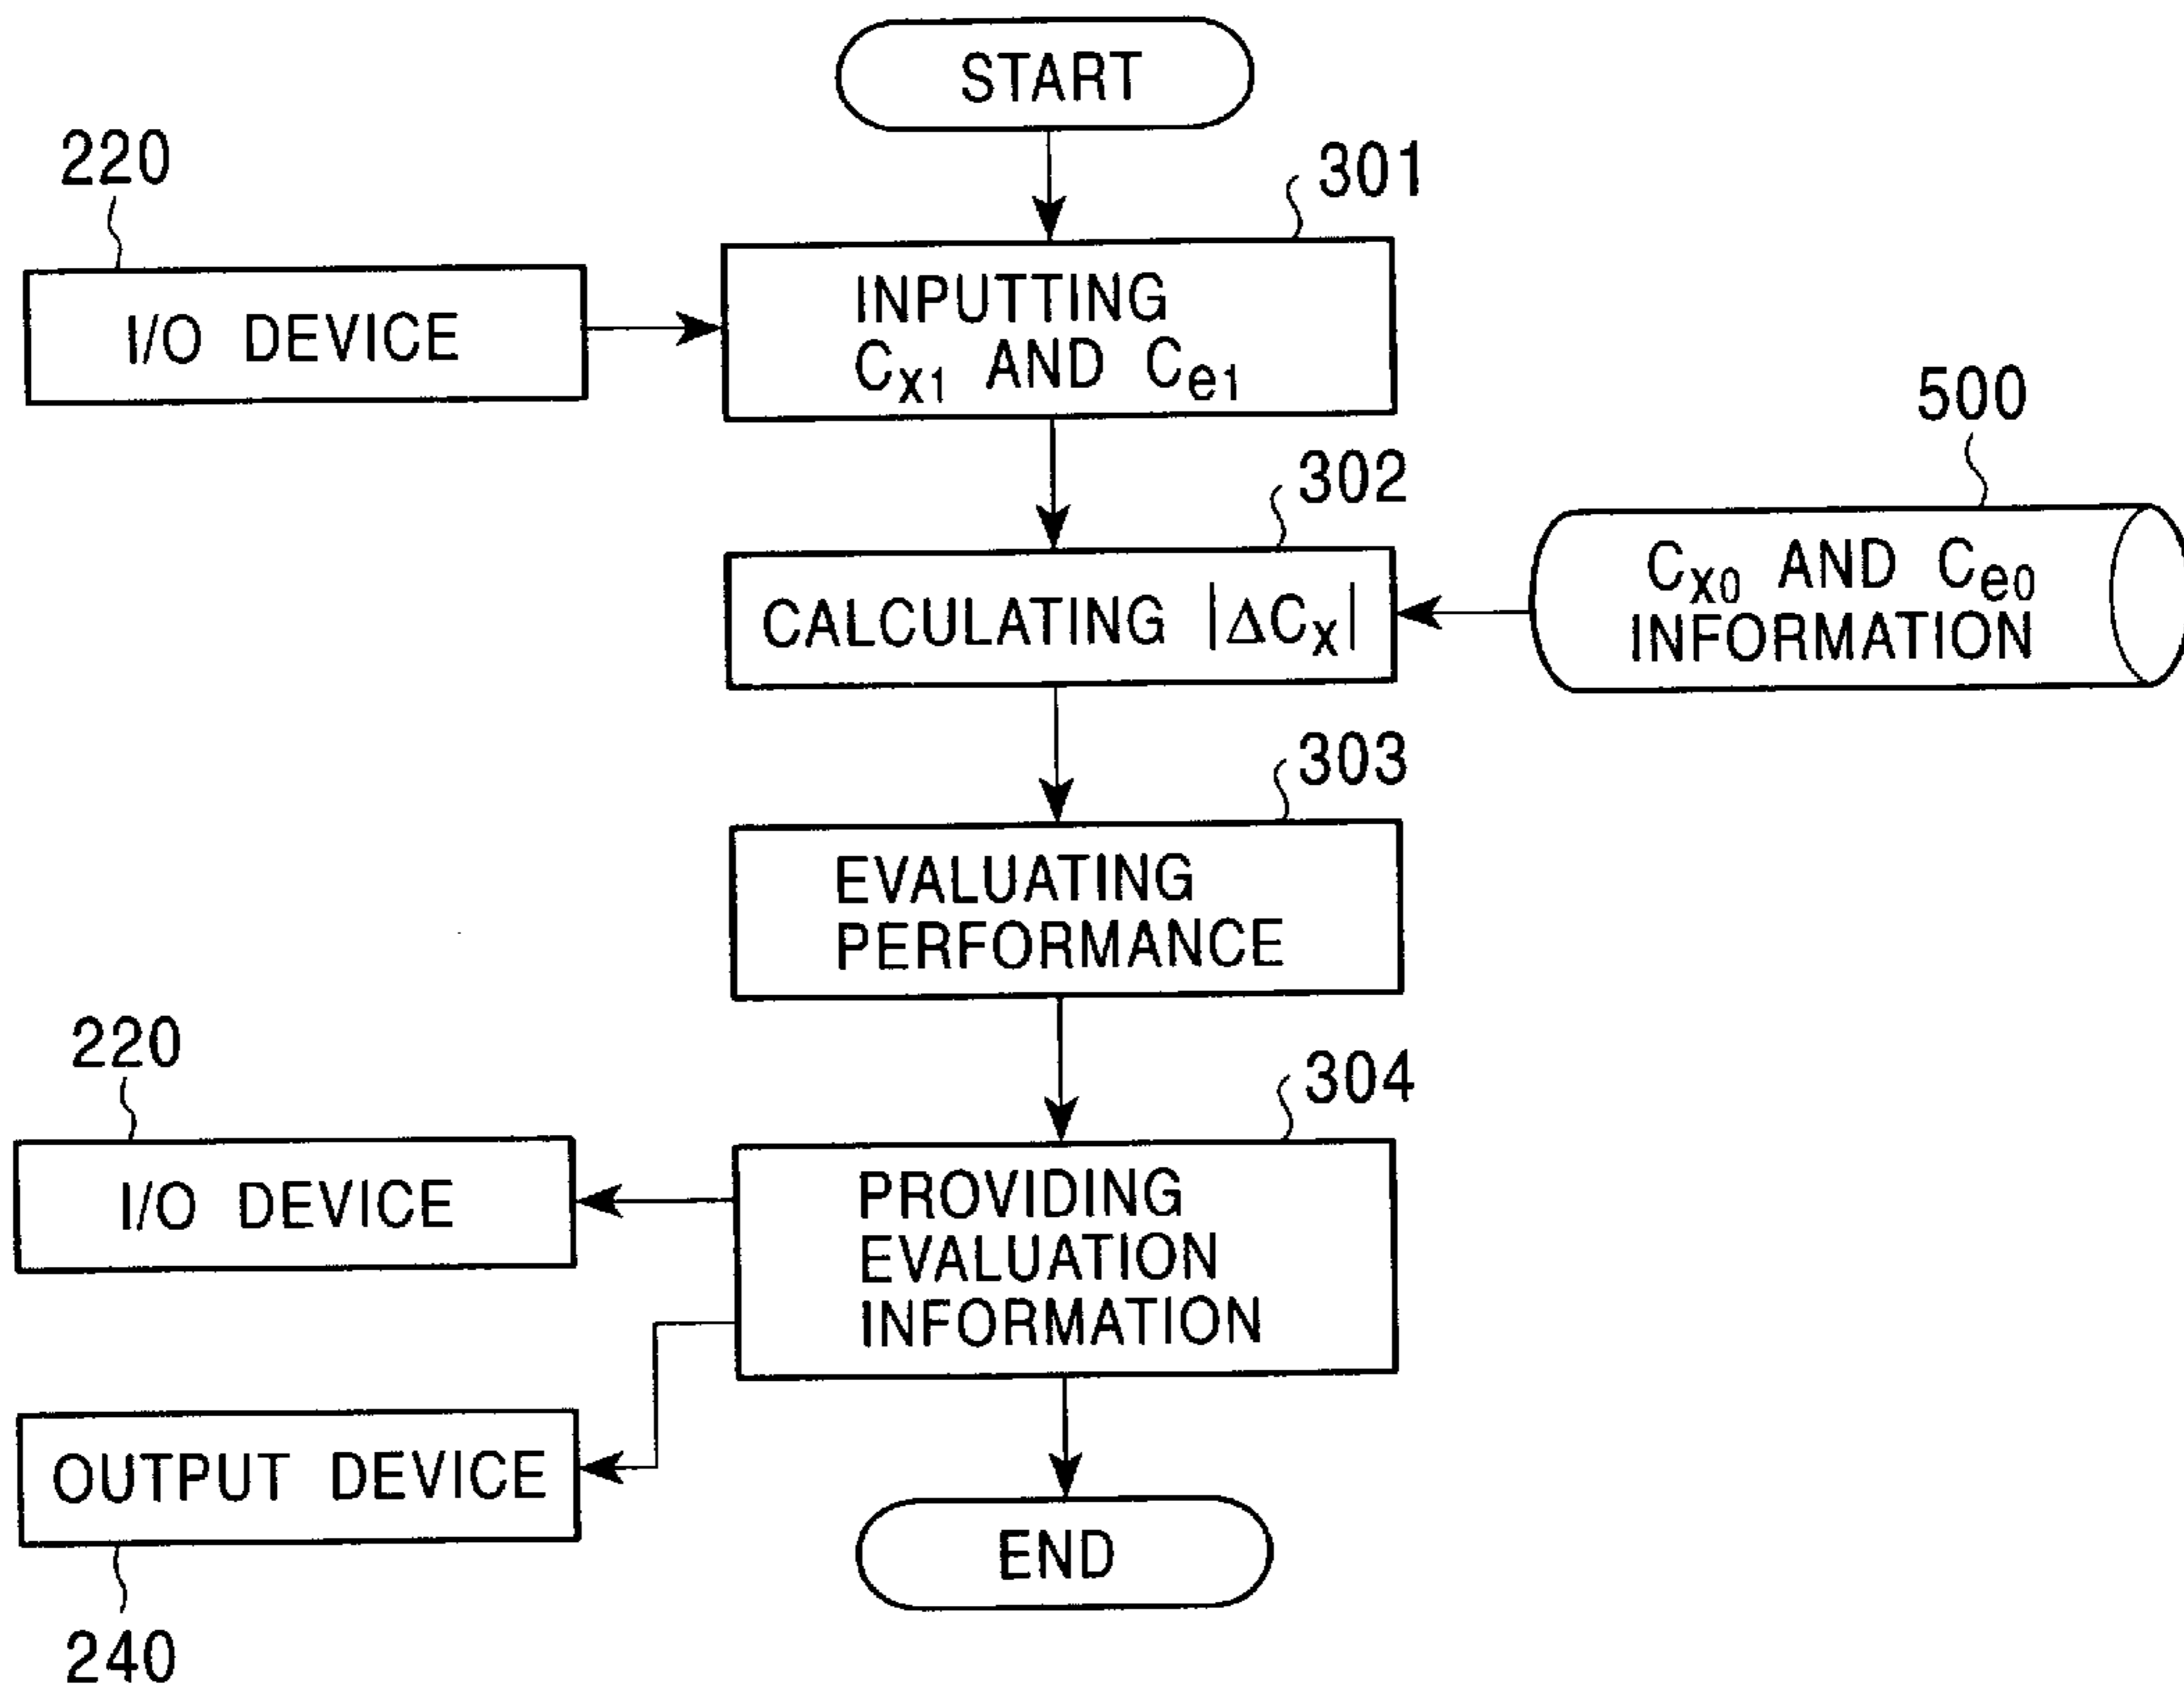 START
220
301
I/O DEVICE
INPUTTING
Cx1 AND Ce1
500
302
CALCULATING |ΔCx|
Cx0 AND Ce0
INFORMATION
303
EVALUATING
PERFORMANCE
220
304
I/O DEVICE
PROVIDING
EVALUATION
INFORMATION
OUTPUT DEVICE
END
240